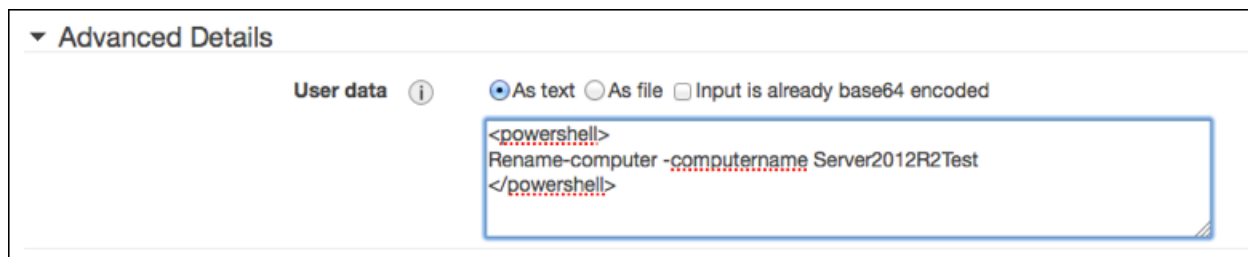 Advanced Details
User data i As text As file Input is already base64 encoded
<powershell>
Rename-computer -computername Server2012R2Test
</powershell>